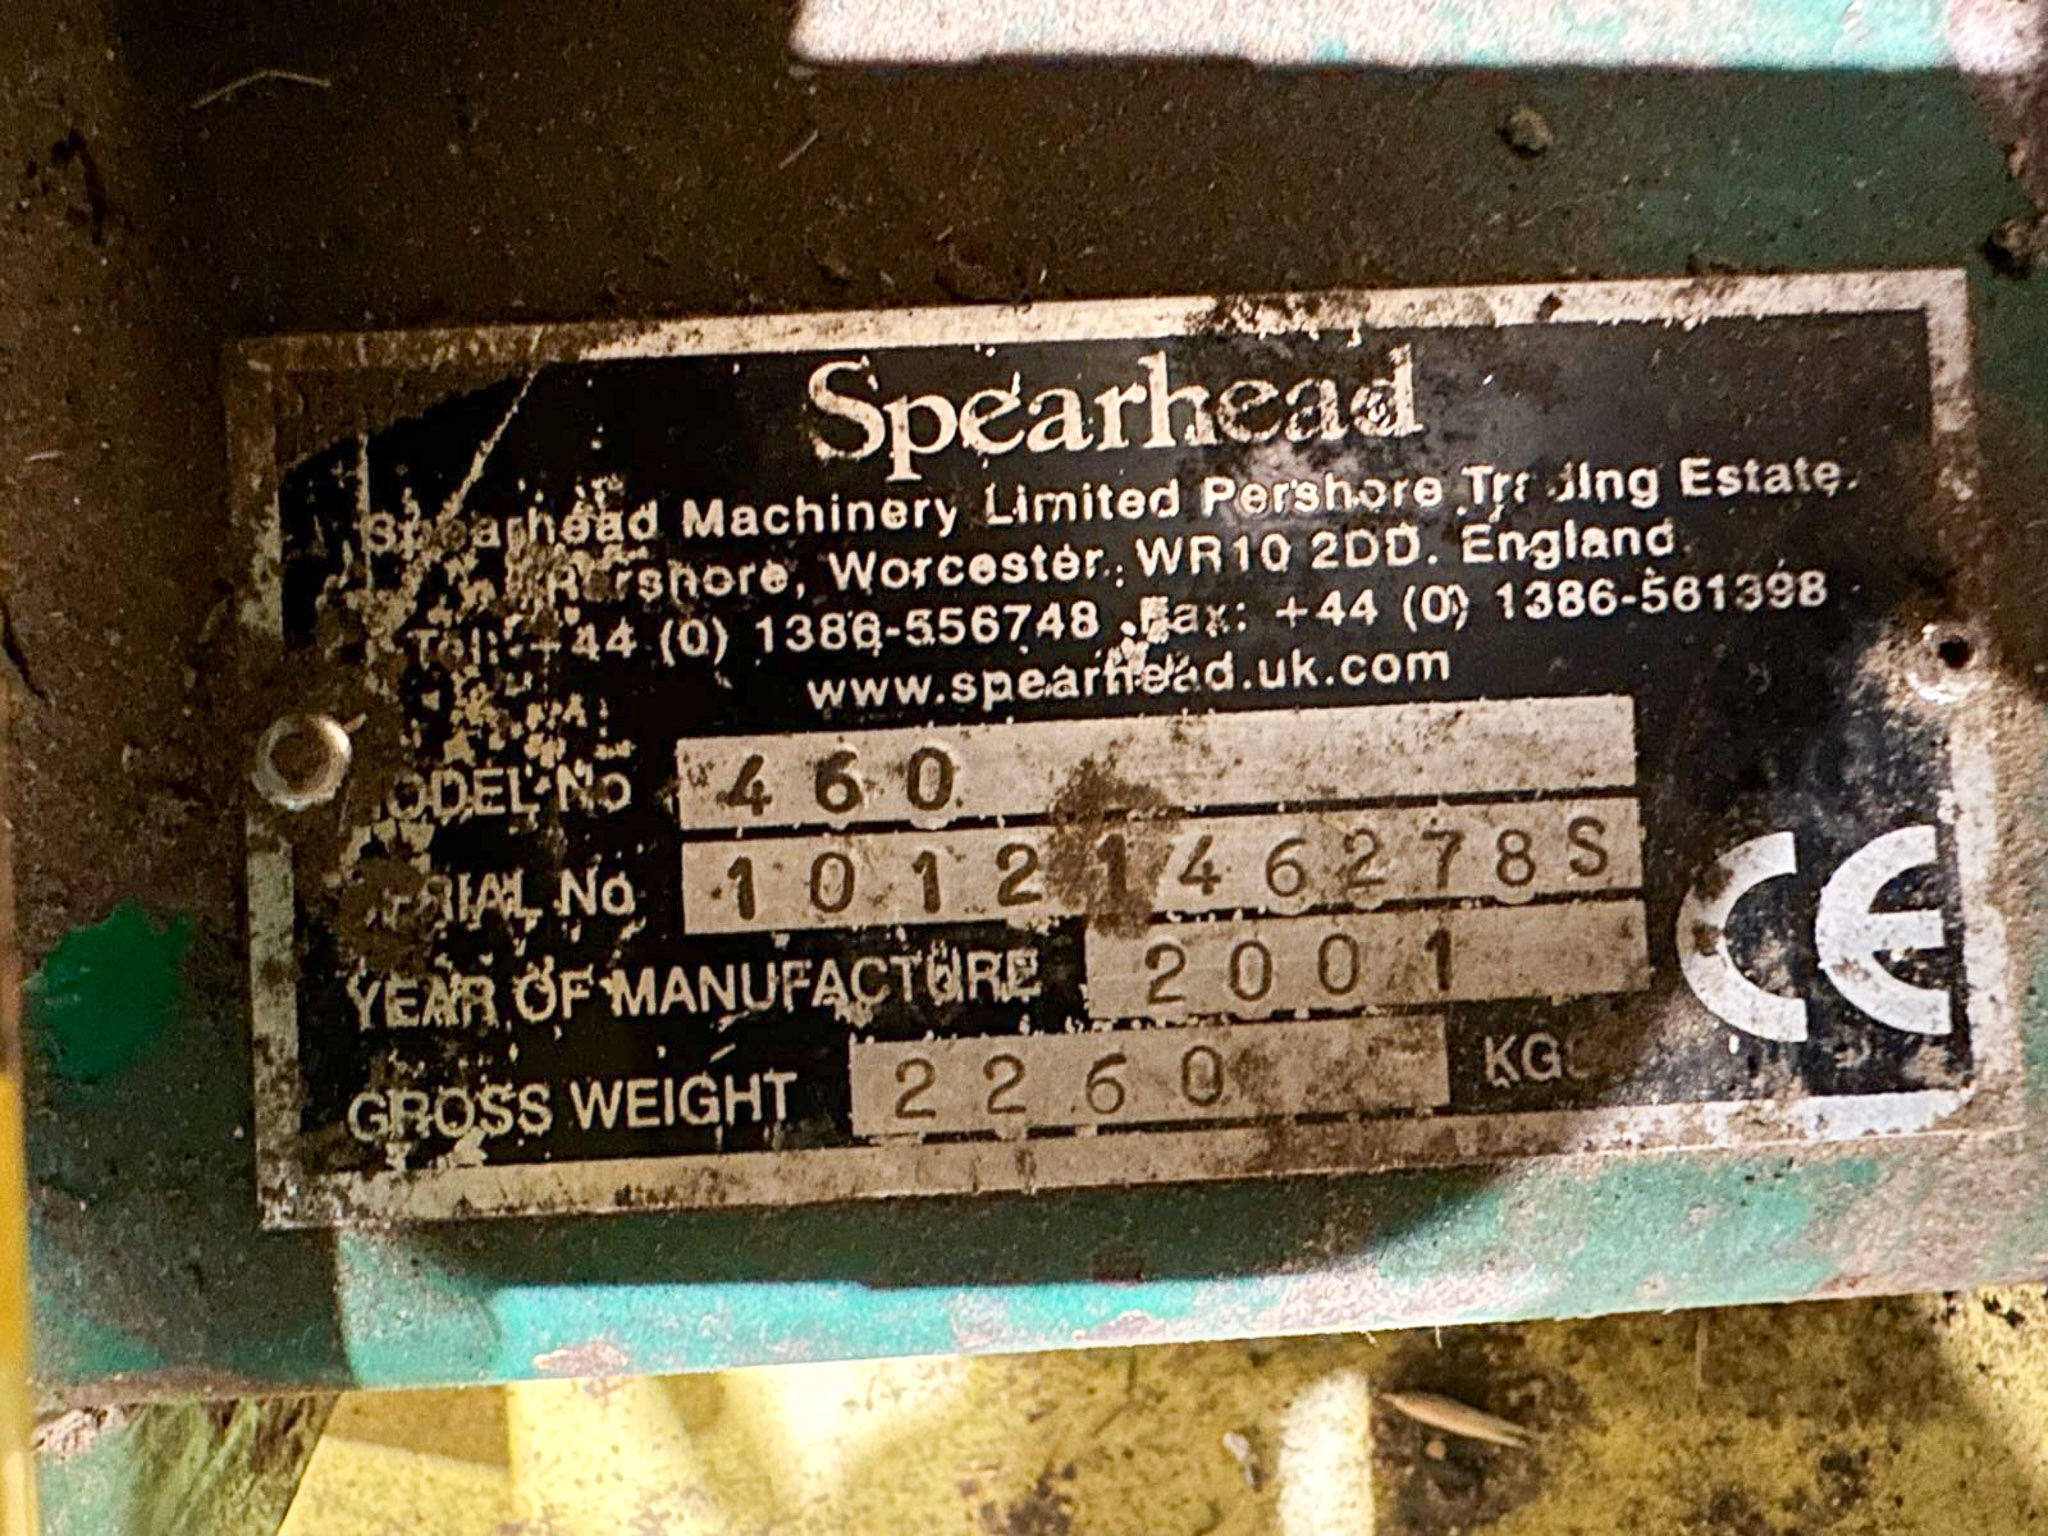 Spearhead
Spearhead Machinery Limited Pershore Trading Estate.
Pershore, Worcester. WR10 2DD. England
Tel: +44 (0) 1386-556748 Fax: +44 (0) 1386-561398
www.spearhead.uk.com
MODEL No 460
SERIAL No 1012146278S
YEAR OF MANUFACTURE 2001
GROSS WEIGHT 2260 KGS
CE